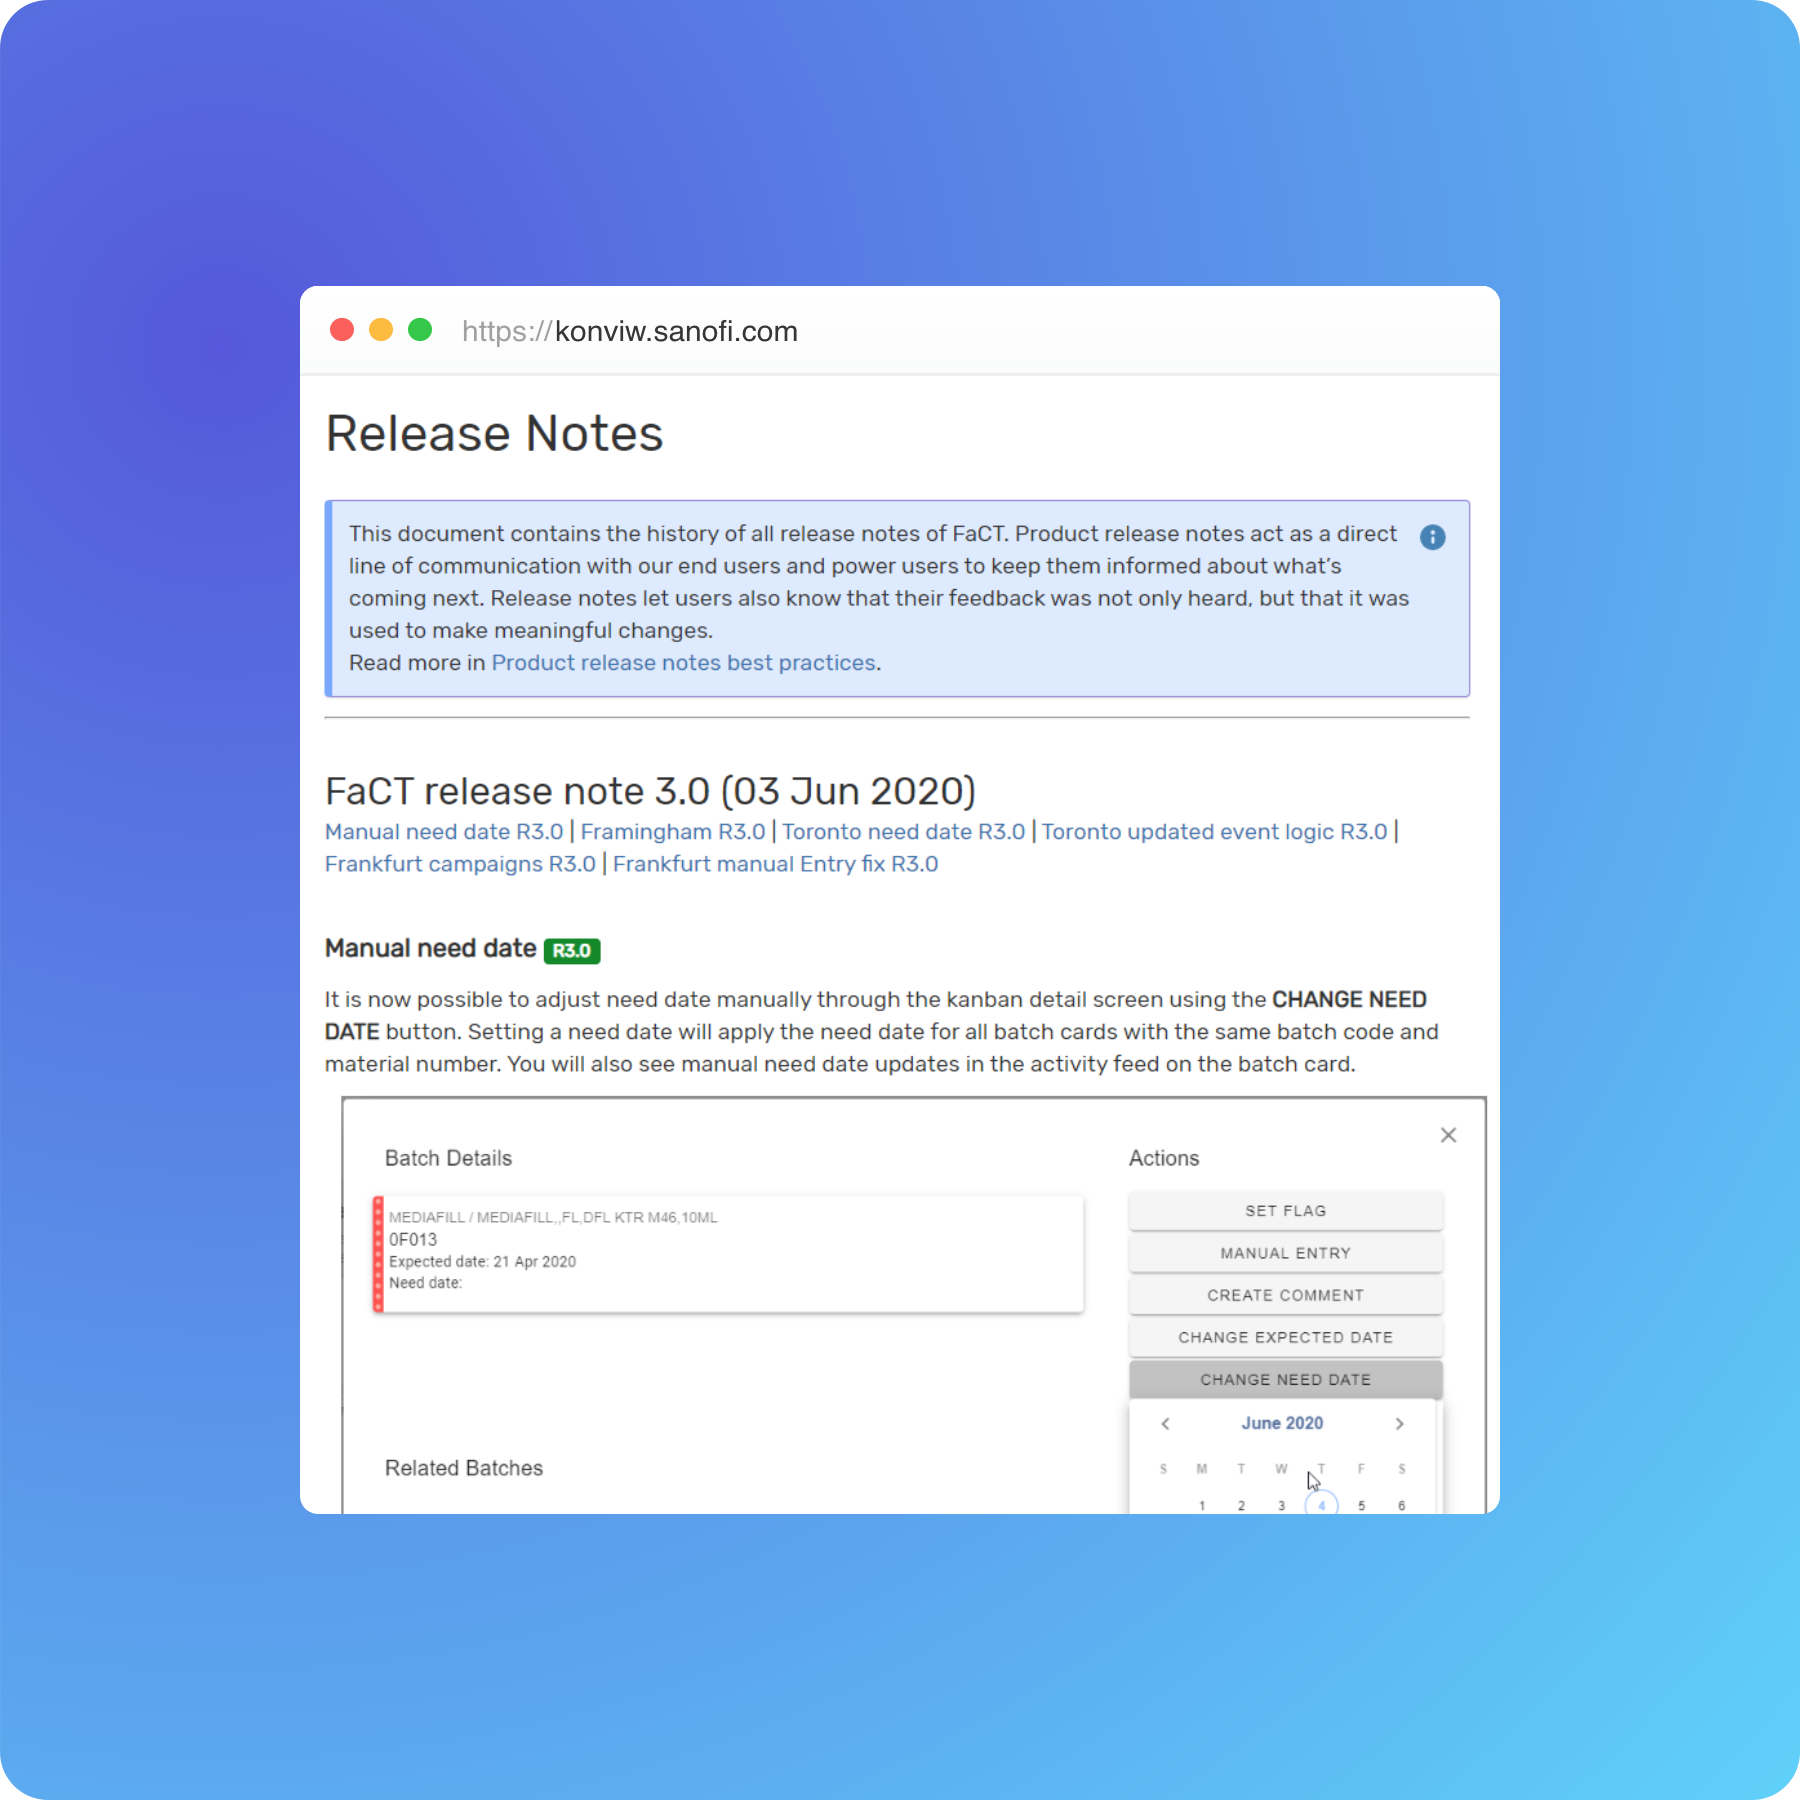 https://konviw.sanofi.com
Release Notes
This document contains the history of all release notes of FaCT. Product release notes act as a direct
line of communication with our end users and power users to keep them informed about what's
coming next. Release notes let users also know that their feedback was not only heard, but that it was
used to make meaningful changes.
Read more in Product release notes best practices.
FaCT release note 3.0 (03 Jun 2020)
Manual need date R3.0 | Framingham R3.0 | Toronto need date R3.0 | Toronto updated event logic R3.0 |
Frankfurt campaigns R3.0 | Frankfurt manual Entry fix R3.0
Manual need date R3.0
It is now possible to adjust need date manually through the kanban detail screen using the CHANGE NEED
DATE button. Setting a need date will apply the need date for all batch cards with the same batch code and
material number. You will also see manual need date updates in the activity feed on the batch card.
Batch Details
MEDIAFILL / MEDIAFILL,,FL,DFL KTR M46,10ML
0F013
Expected date: 21 Apr 2020
Need date:
Related Batches
Actions
SET FLAG
MANUAL ENTRY
CREATE COMMENT
CHANGE EXPECTED DATE
CHANGE NEED DATE
June 2020
S M T W T F S
1 2 3 4 5 6